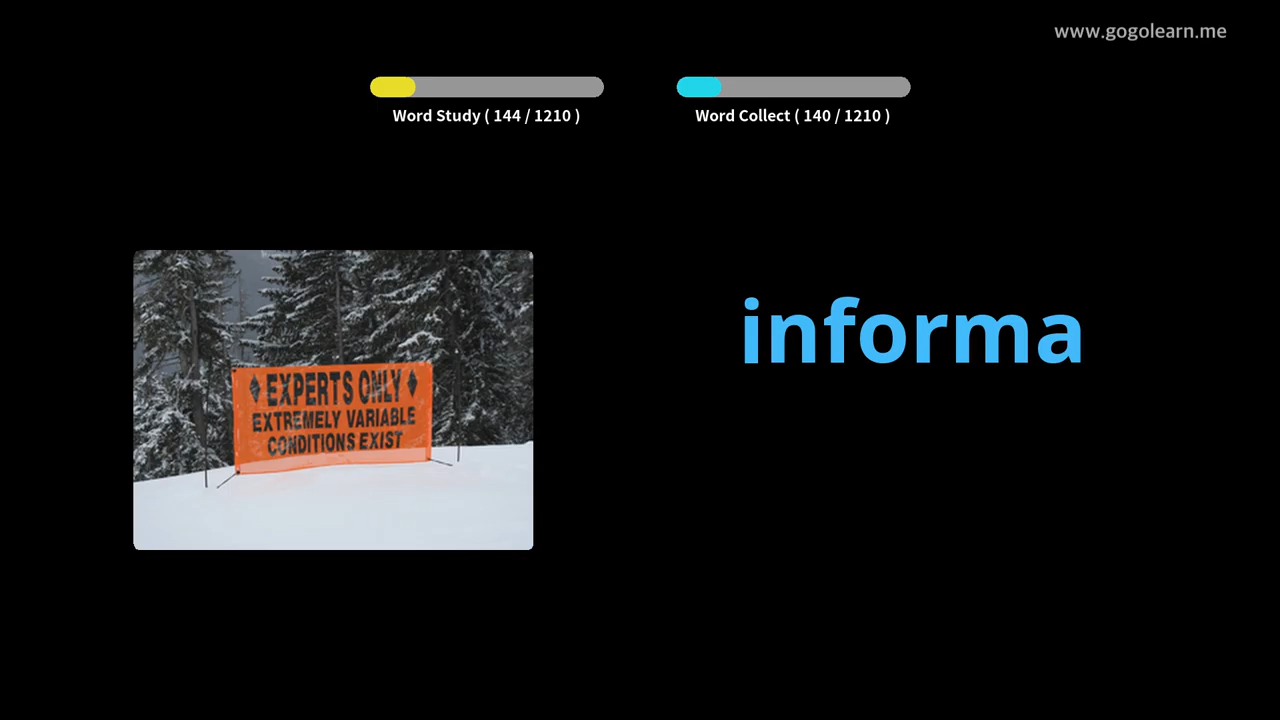 www.gogolearn.me
Word Study ( 144 / 1210 )
Word Collect ( 140 / 1210 )
informa
EXPERTS ONLY
EXTREMELY VARIABLE
CONDITIONS EXIST